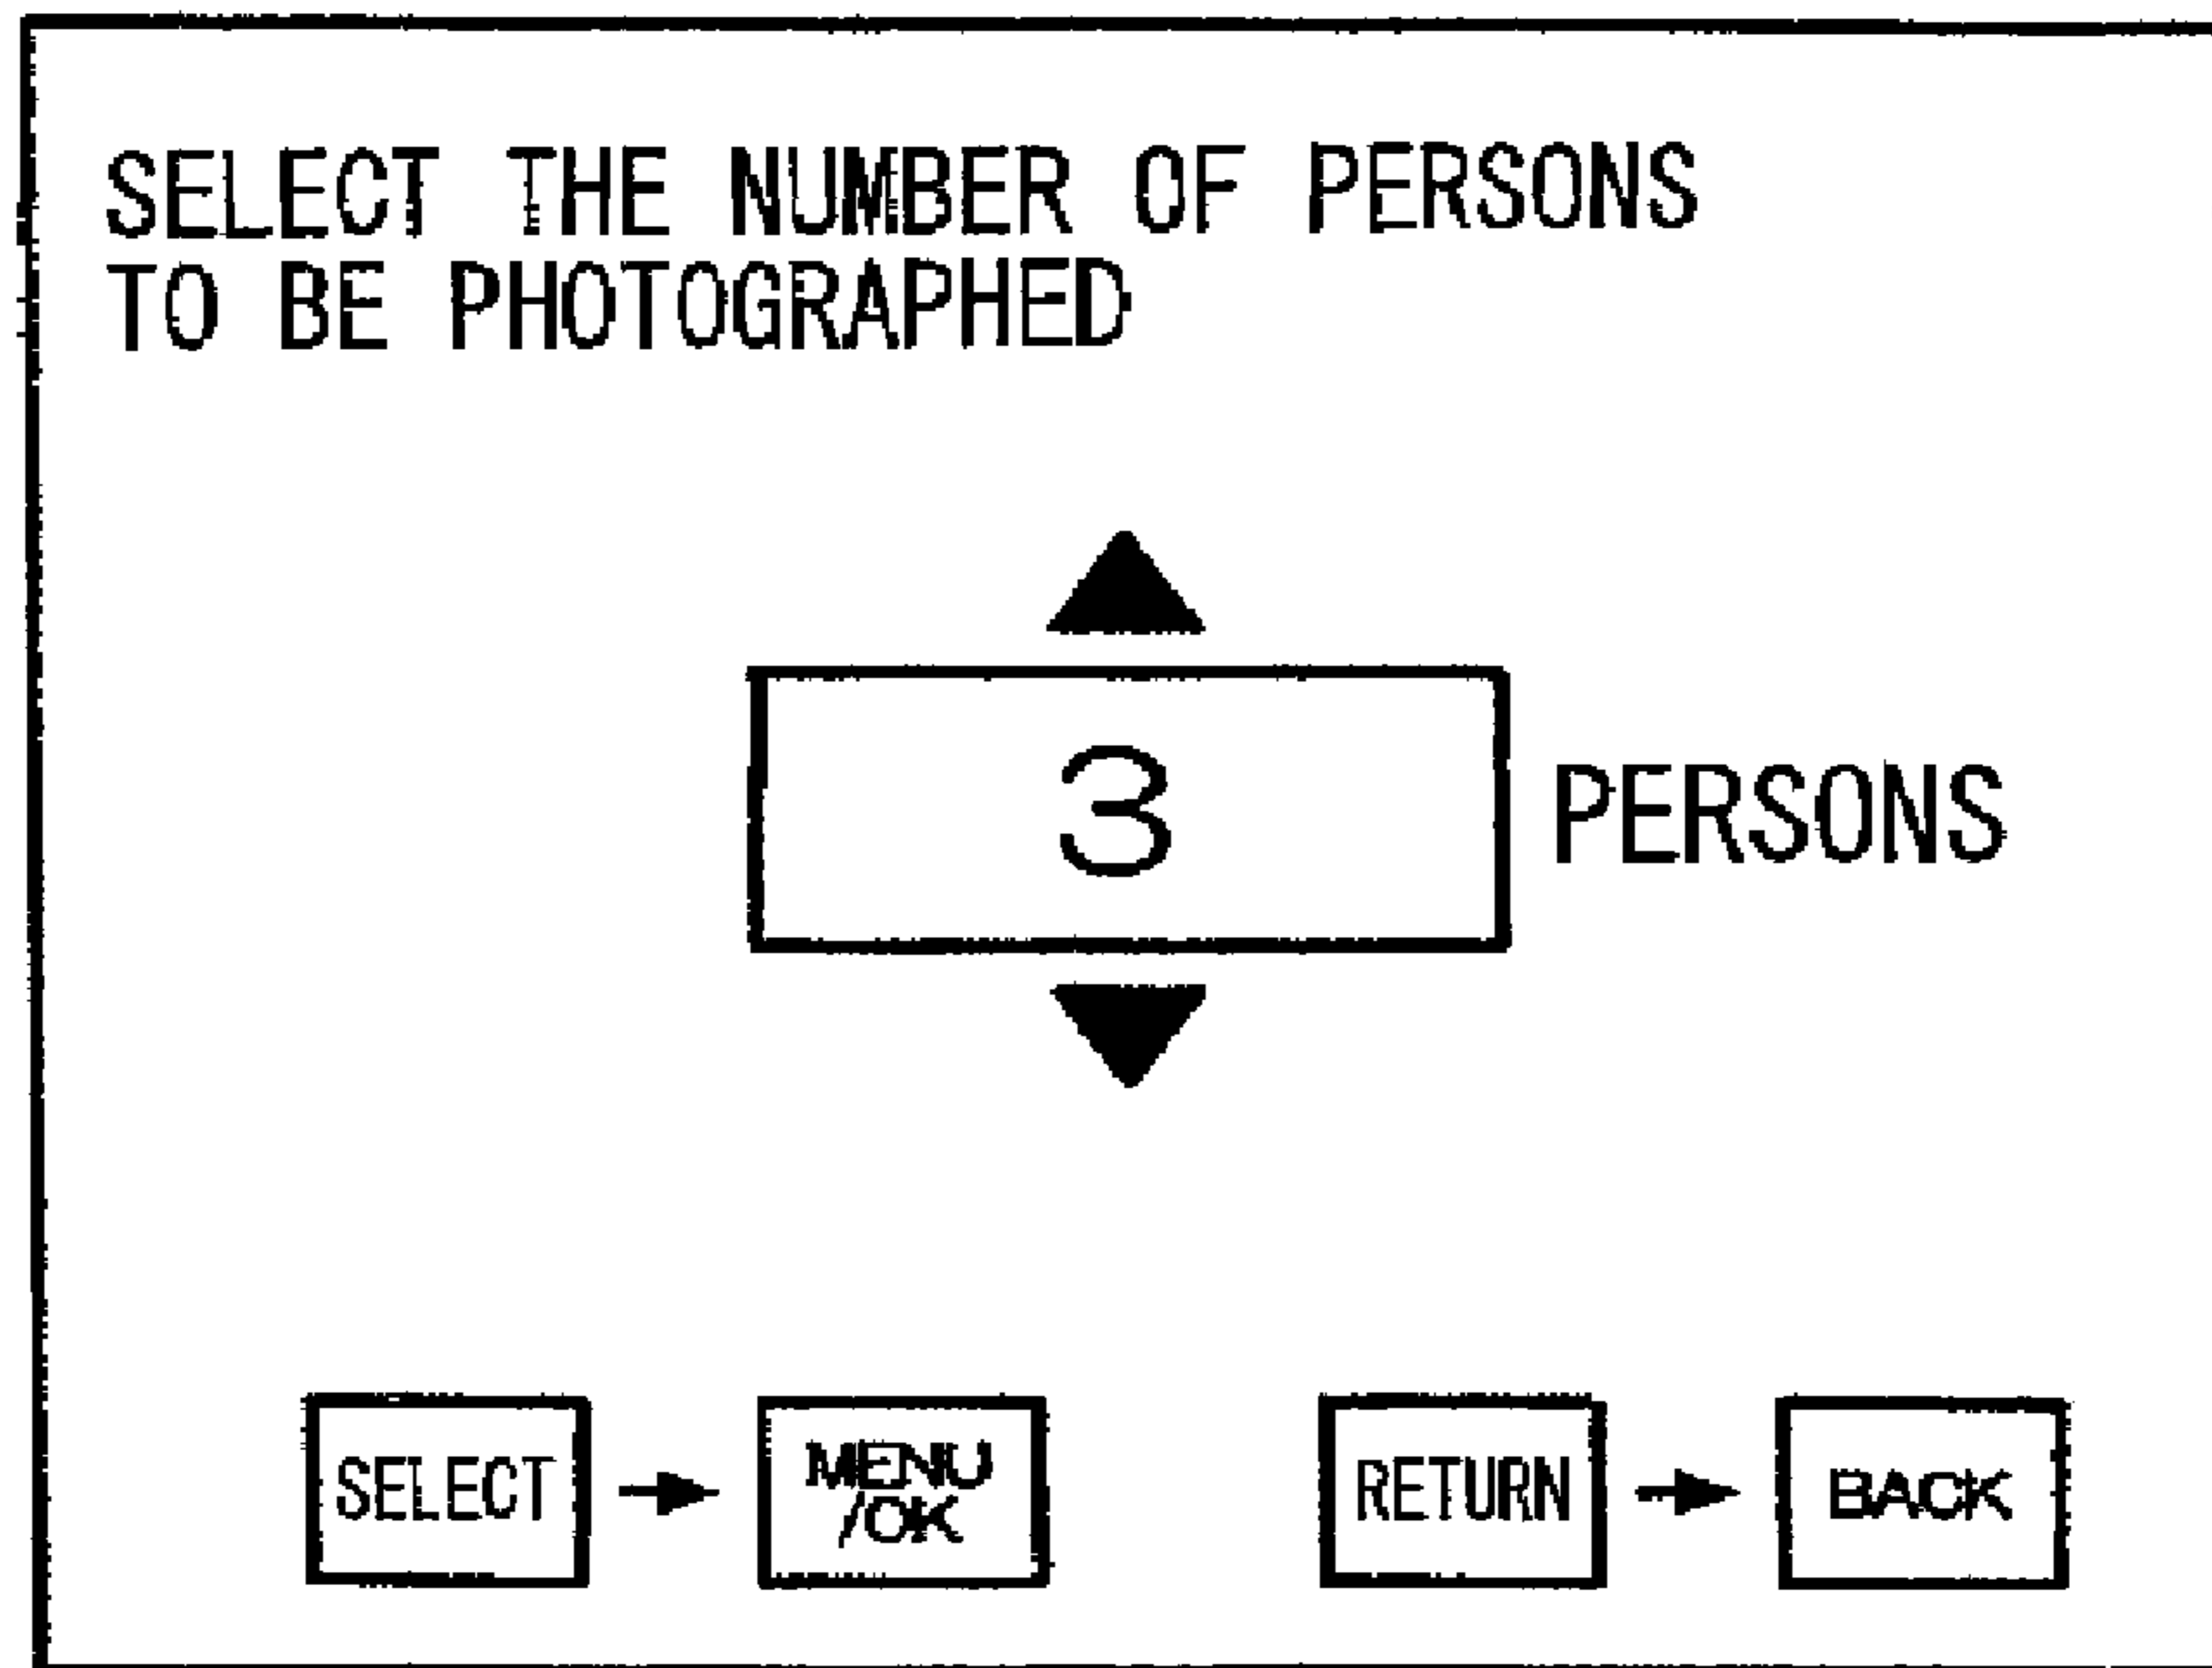 SELECT THE NUMBER OF PERSONS
TO BE PHOTOGRAPHED
3 PERSONS
SELECT MENU RETURN BACK
/OK